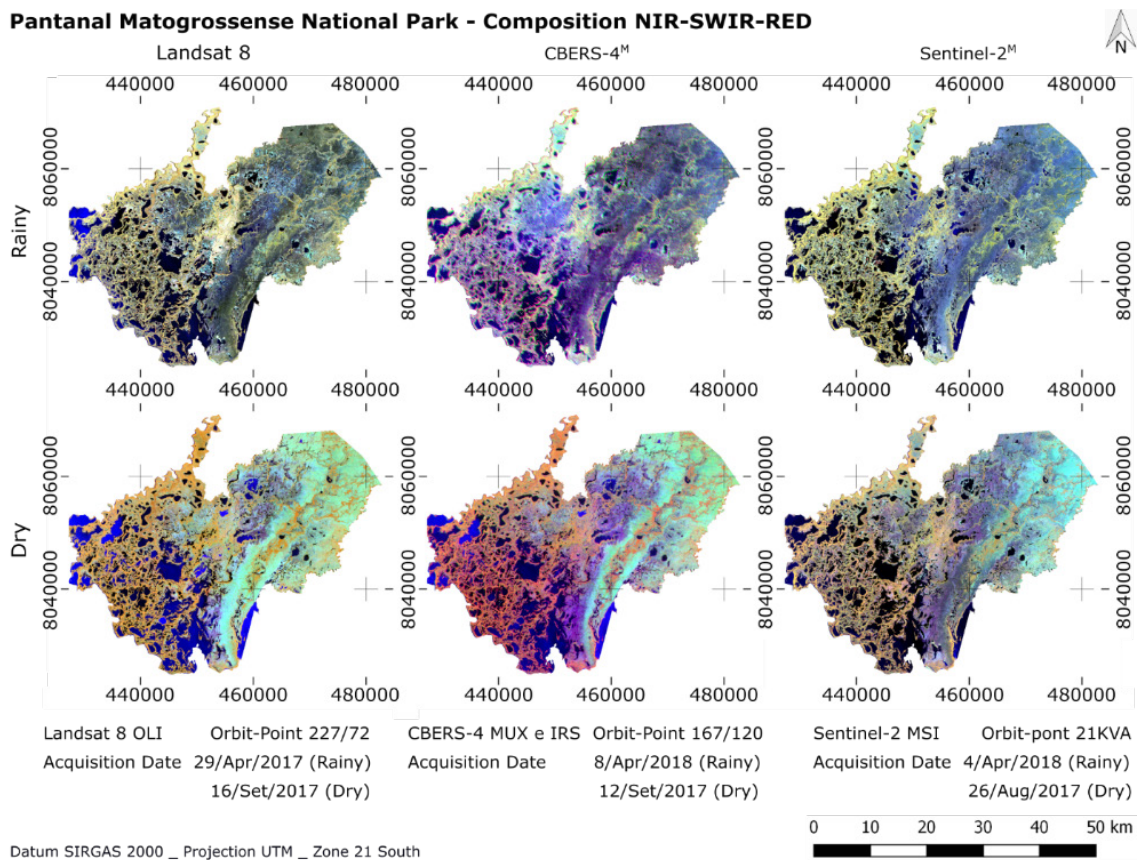 Pantanal Matogrossense National Park - Composition NIR-SWIR-RED
N
Landsat 8 CBERS-4ᴹ Sentinel-2ᴹ
440000 460000 480000 440000 460000 480000 440000 460000 480000
Rainy
8060000 8060000 8060000
8040000 8040000 8040000
440000 460000 480000 440000 460000 480000 440000 460000 480000
Dry
8060000 8060000 8060000
8040000 8040000 8040000
440000 460000 480000 440000 460000 480000 440000 460000 480000
Landsat 8 OLI Orbit-Point 227/72 CBERS-4 MUX e IRS Orbit-Point 167/120 Sentinel-2 MSI Orbit-pont 21KVA
Acquisition Date 29/Apr/2017 (Rainy) Acquisition Date 8/Apr/2018 (Rainy) Acquisition Date 4/Apr/2018 (Rainy)
16/Set/2017 (Dry) 12/Set/2017 (Dry) 26/Aug/2017 (Dry)
0 10 20 30 40 50 km
Datum SIRGAS 2000 _ Projection UTM _ Zone 21 South